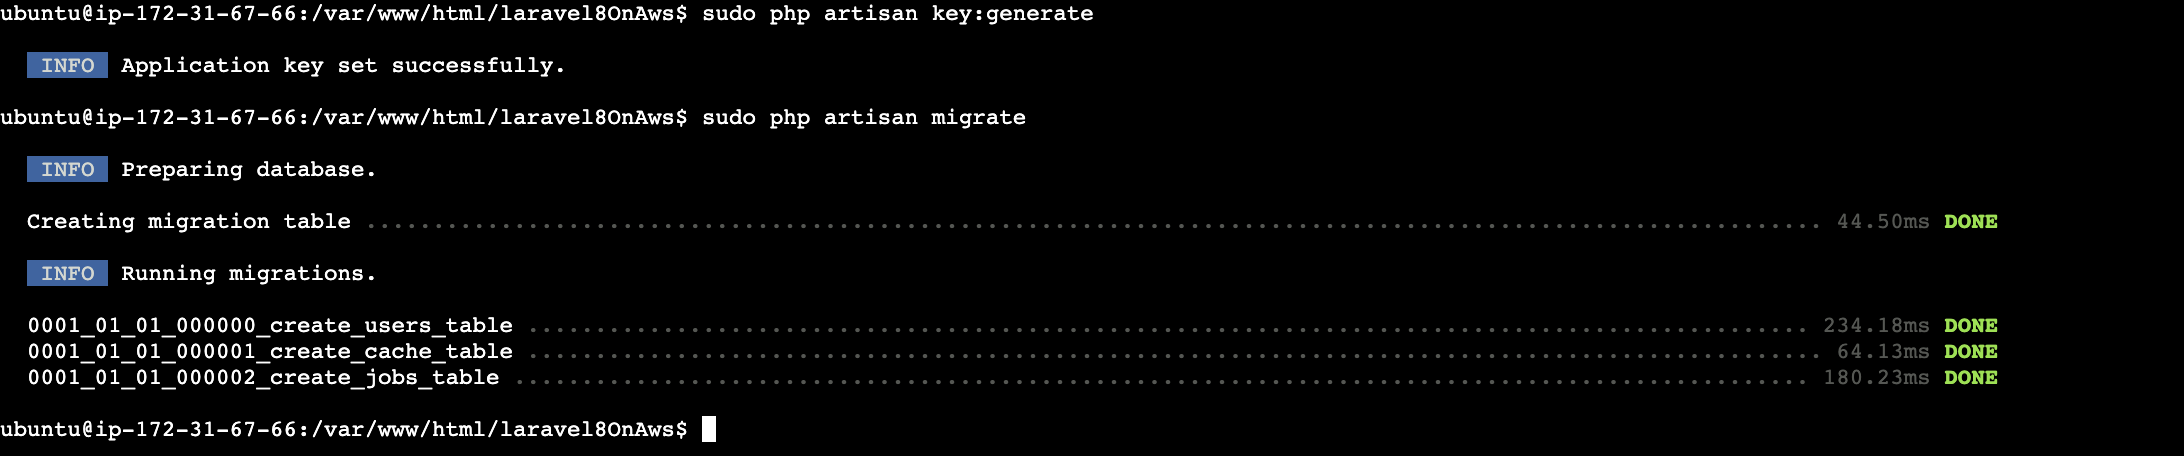 ubuntu@ip-172-31-67-66:/var/www/html/laravel8OnAws$ sudo php artisan key:generate
INFO Application key set successfully.
ubuntu@ip-172-31-67-66:/var/www/html/laravel8OnAws$ sudo php artisan migrate
INFO Preparing database.
Creating migration table ............................................................................................................ 44.50ms DONE
INFO Running migrations.
0001_01_01_000000_create_users_table ............................................................................................... 234.18ms DONE
0001_01_01_000001_create_cache_table ................................................................................................ 64.13ms DONE
0001_01_01_000002_create_jobs_table ................................................................................................ 180.23ms DONE
ubuntu@ip-172-31-67-66:/var/www/html/laravel8OnAws$